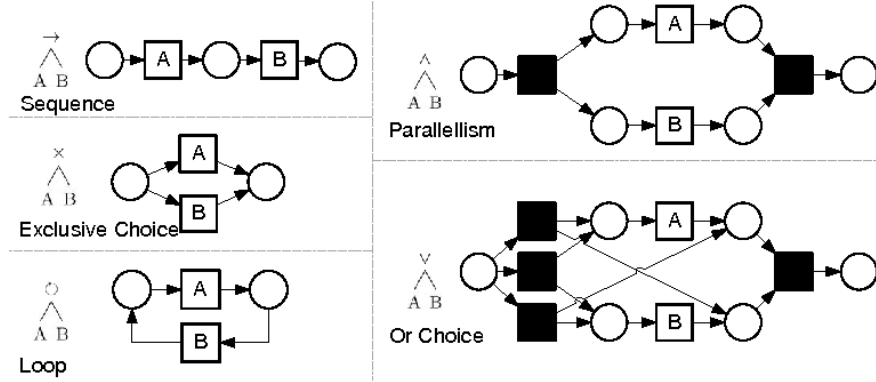 →
A B
A
B
Sequence
×
A B
A
B
Exclusive Choice
↻
A B
A
B
Loop
∧
A B
A
B
Parallellism
∨
A B
A
B
Or Choice